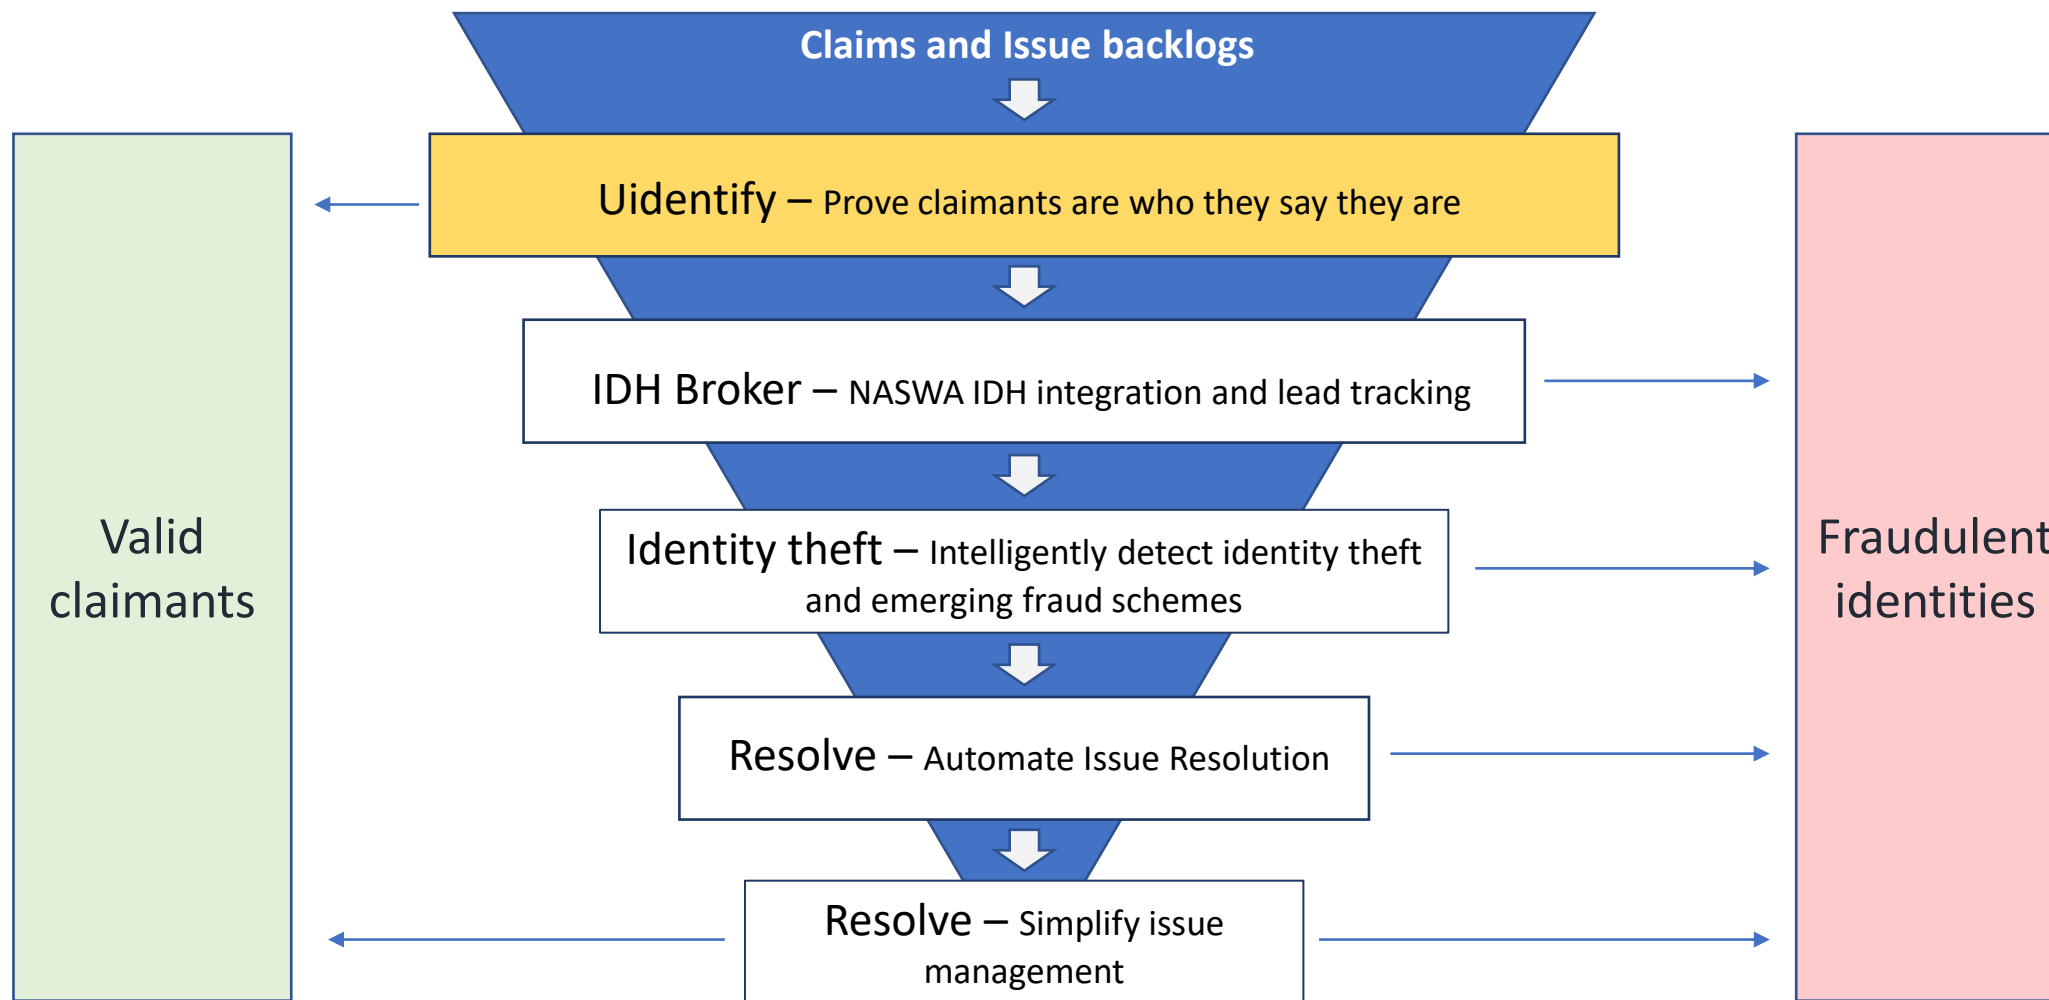 Claims and Issue backlogs
Uidentify – Prove claimants are who they say they are
IDH Broker – NASWA IDH integration and lead tracking
Identity theft – Intelligently detect identity theft
and emerging fraud schemes
Valid
claimants
Fraudulent
identities
Resolve – Automate Issue Resolution
Resolve – Simplify issue
management